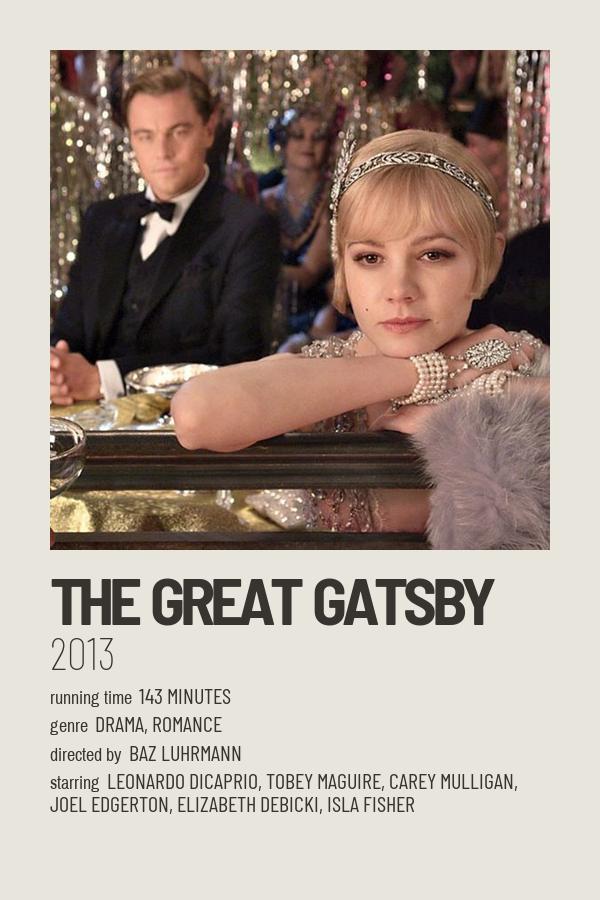 THE GREAT GATSBY
2013
running time 143 MINUTES
genre DRAMA, ROMANCE
directed by BAZ LUHRMANN
starring LEONARDO DICAPRIO, TOBEY MAGUIRE, CAREY MULLIGAN,
JOEL EDGERTON, ELIZABETH DEBICKI, ISLA FISHER